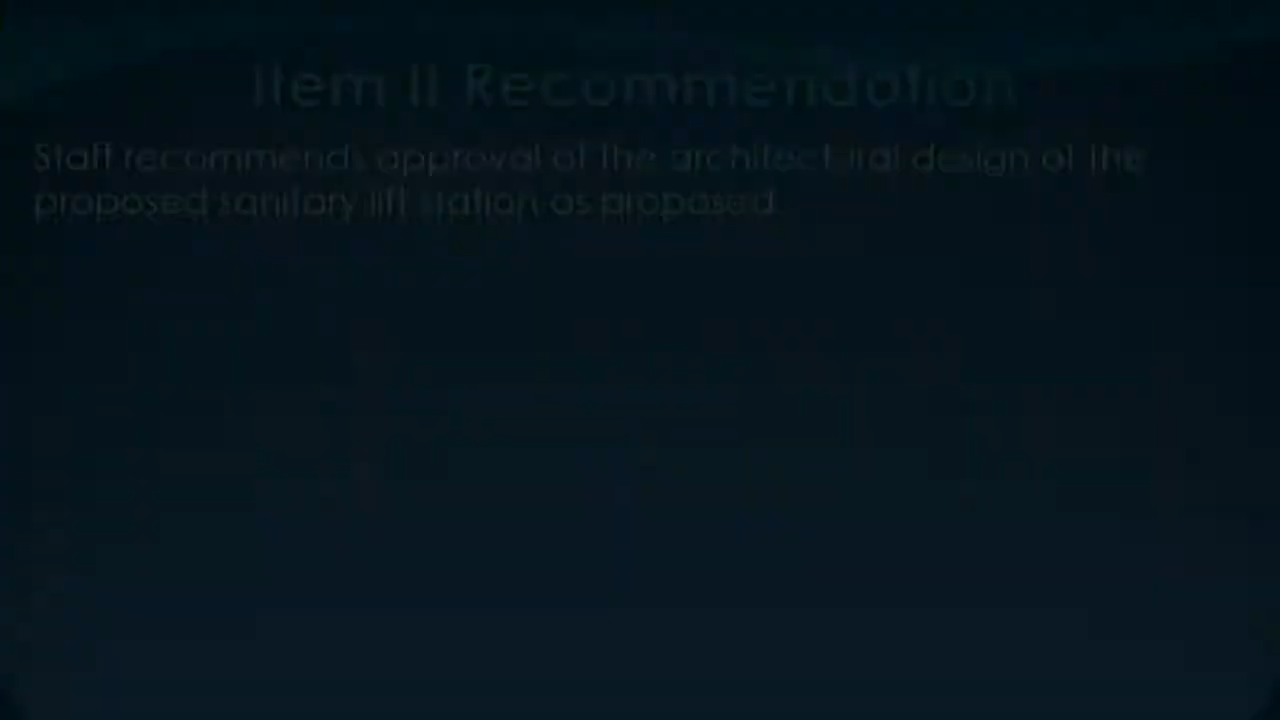 Item II Recommendation
Staff recommends approval of the architectural design of the
proposed sanitary lift station as proposed